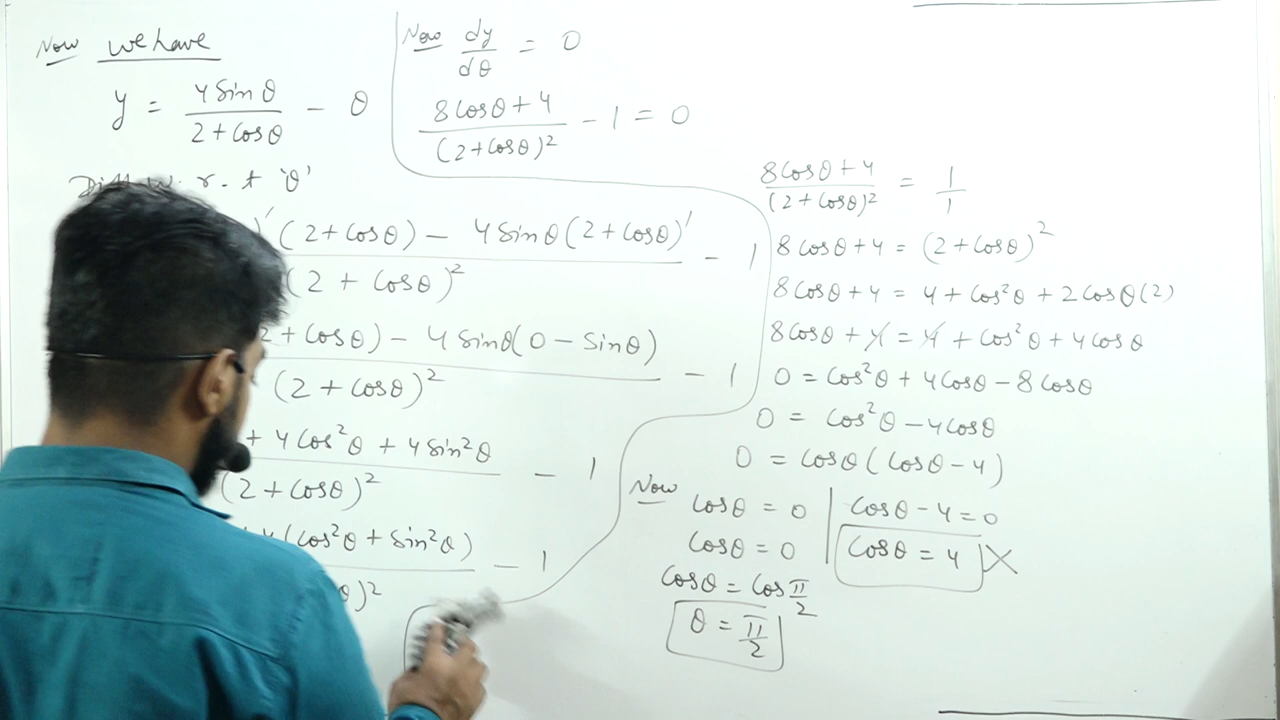 Now we have
y = 4 Sin θ / 2 + Cos θ - θ
w. r. t 'θ'
)' (2 + Cos θ) - 4 Sin θ (2 + Cos θ)' / (2 + Cos θ)² - 1
2 + Cos θ) - 4 Sin θ (0 - Sin θ) / (2 + Cos θ)² - 1
+ 4 Cos² θ + 4 Sin² θ / (2 + Cos θ)² - 1
(Cos² θ + Sin² θ) / θ)² - 1
Now dy/dθ = 0
8 Cos θ + 4 / (2 + Cos θ)² - 1 = 0
8 Cos θ + 4 / (2 + Cos θ)² = 1/1
8 Cos θ + 4 = (2 + Cos θ)²
8 Cos θ + 4 = 4 + Cos² θ + 2 Cos θ (2)
8 Cos θ + 4 = 4 + Cos² θ + 4 Cos θ
0 = Cos² θ + 4 Cos θ - 8 Cos θ
0 = Cos² θ - 4 Cos θ
0 = Cos θ (Cos θ - 4)
Now Cos θ = 0 | Cos θ - 4 = 0
Cos θ = 0 | Cos θ = 4 ×
Cos θ = Cos π/2
θ = π/2